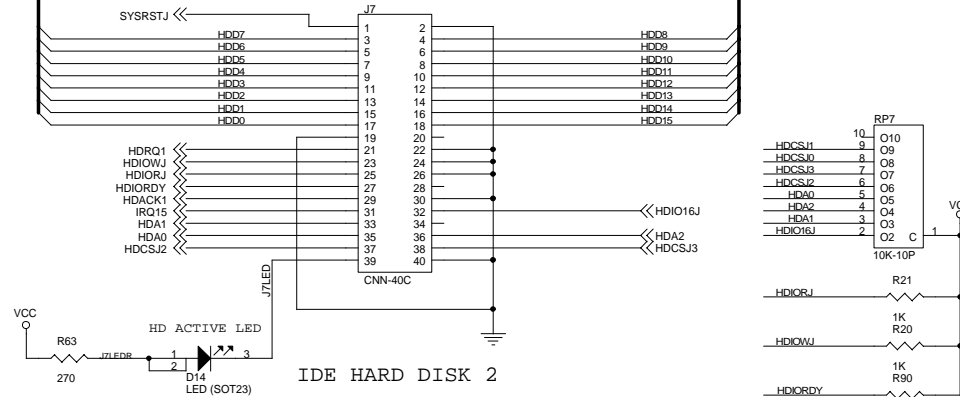 J7
SYSRSTJ
1 2
HDD7 3 4 HDD8
HDD6 5 6 HDD9
HDD5 7 8 HDD10
HDD4 9 10 HDD11
HDD3 11 12 HDD12
HDD2 13 14 HDD13
HDD1 15 16 HDD14
HDD0 17 18 HDD15
19 20
HDRQ1 21 22
HDIOWJ 23 24
HDIORJ 25 26
HDIORDY 27 28
HDACK1 29 30
IRQ15 31 32 HDIO16J
HDA1 33 34
HDA0 35 36 HDA2
HDCSJ2 37 38 HDCSJ3
39 40
CNN-40C
J7LED
VCC
R63
270
J7LEDR
HD ACTIVE LED
1 3
2
D14
LED (SOT23)
IDE HARD DISK 2
RP7
10 O10
HDCSJ1 9 O9
HDCSJ0 8 O8
HDCSJ3 7 O7
HDCSJ2 6 O6
HDA0 5 O5
HDA2 4 O4
HDA1 3 O3
HDIO16J 2 O2 C 1
10K-10P
R21
HDIORJ
1K
R20
HDIOWJ
1K
R90
HDIORDY